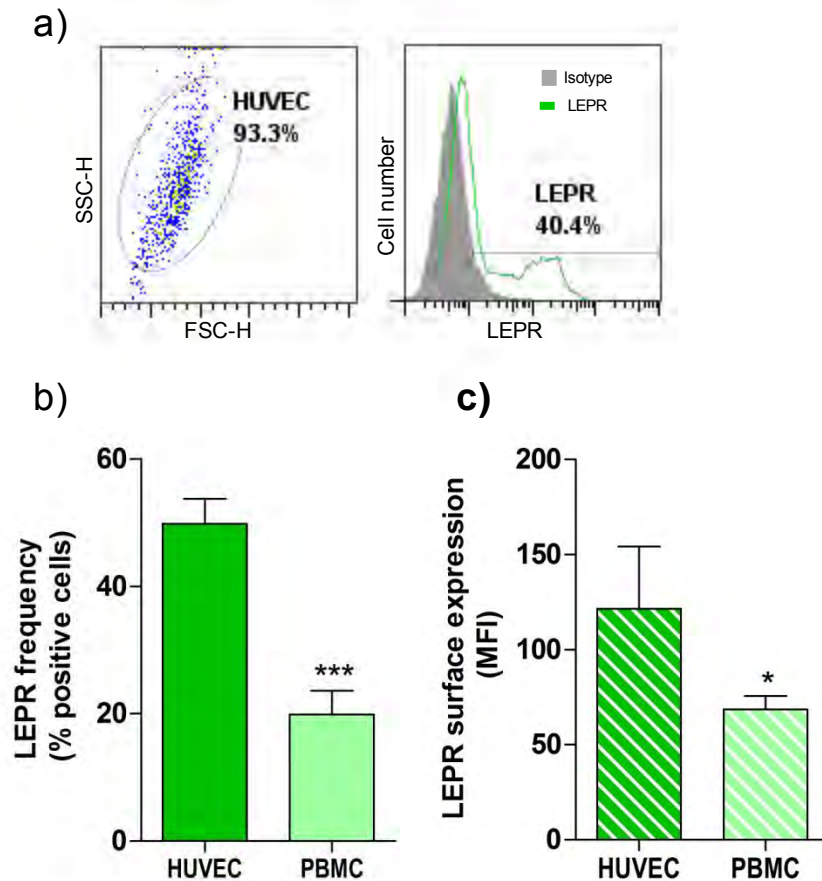 a)
HUVEC
93.3%
SSC-H
FSC-H
Isotype
LEPR
LEPR
40.4%
Cell number
LEPR
b)
60
40
20
0
LEPR frequency
(% positive cells)
***
HUVEC
PBMC
c)
200
150
100
50
0
LEPR surface expression
(MFI)
*
HUVEC
PBMC